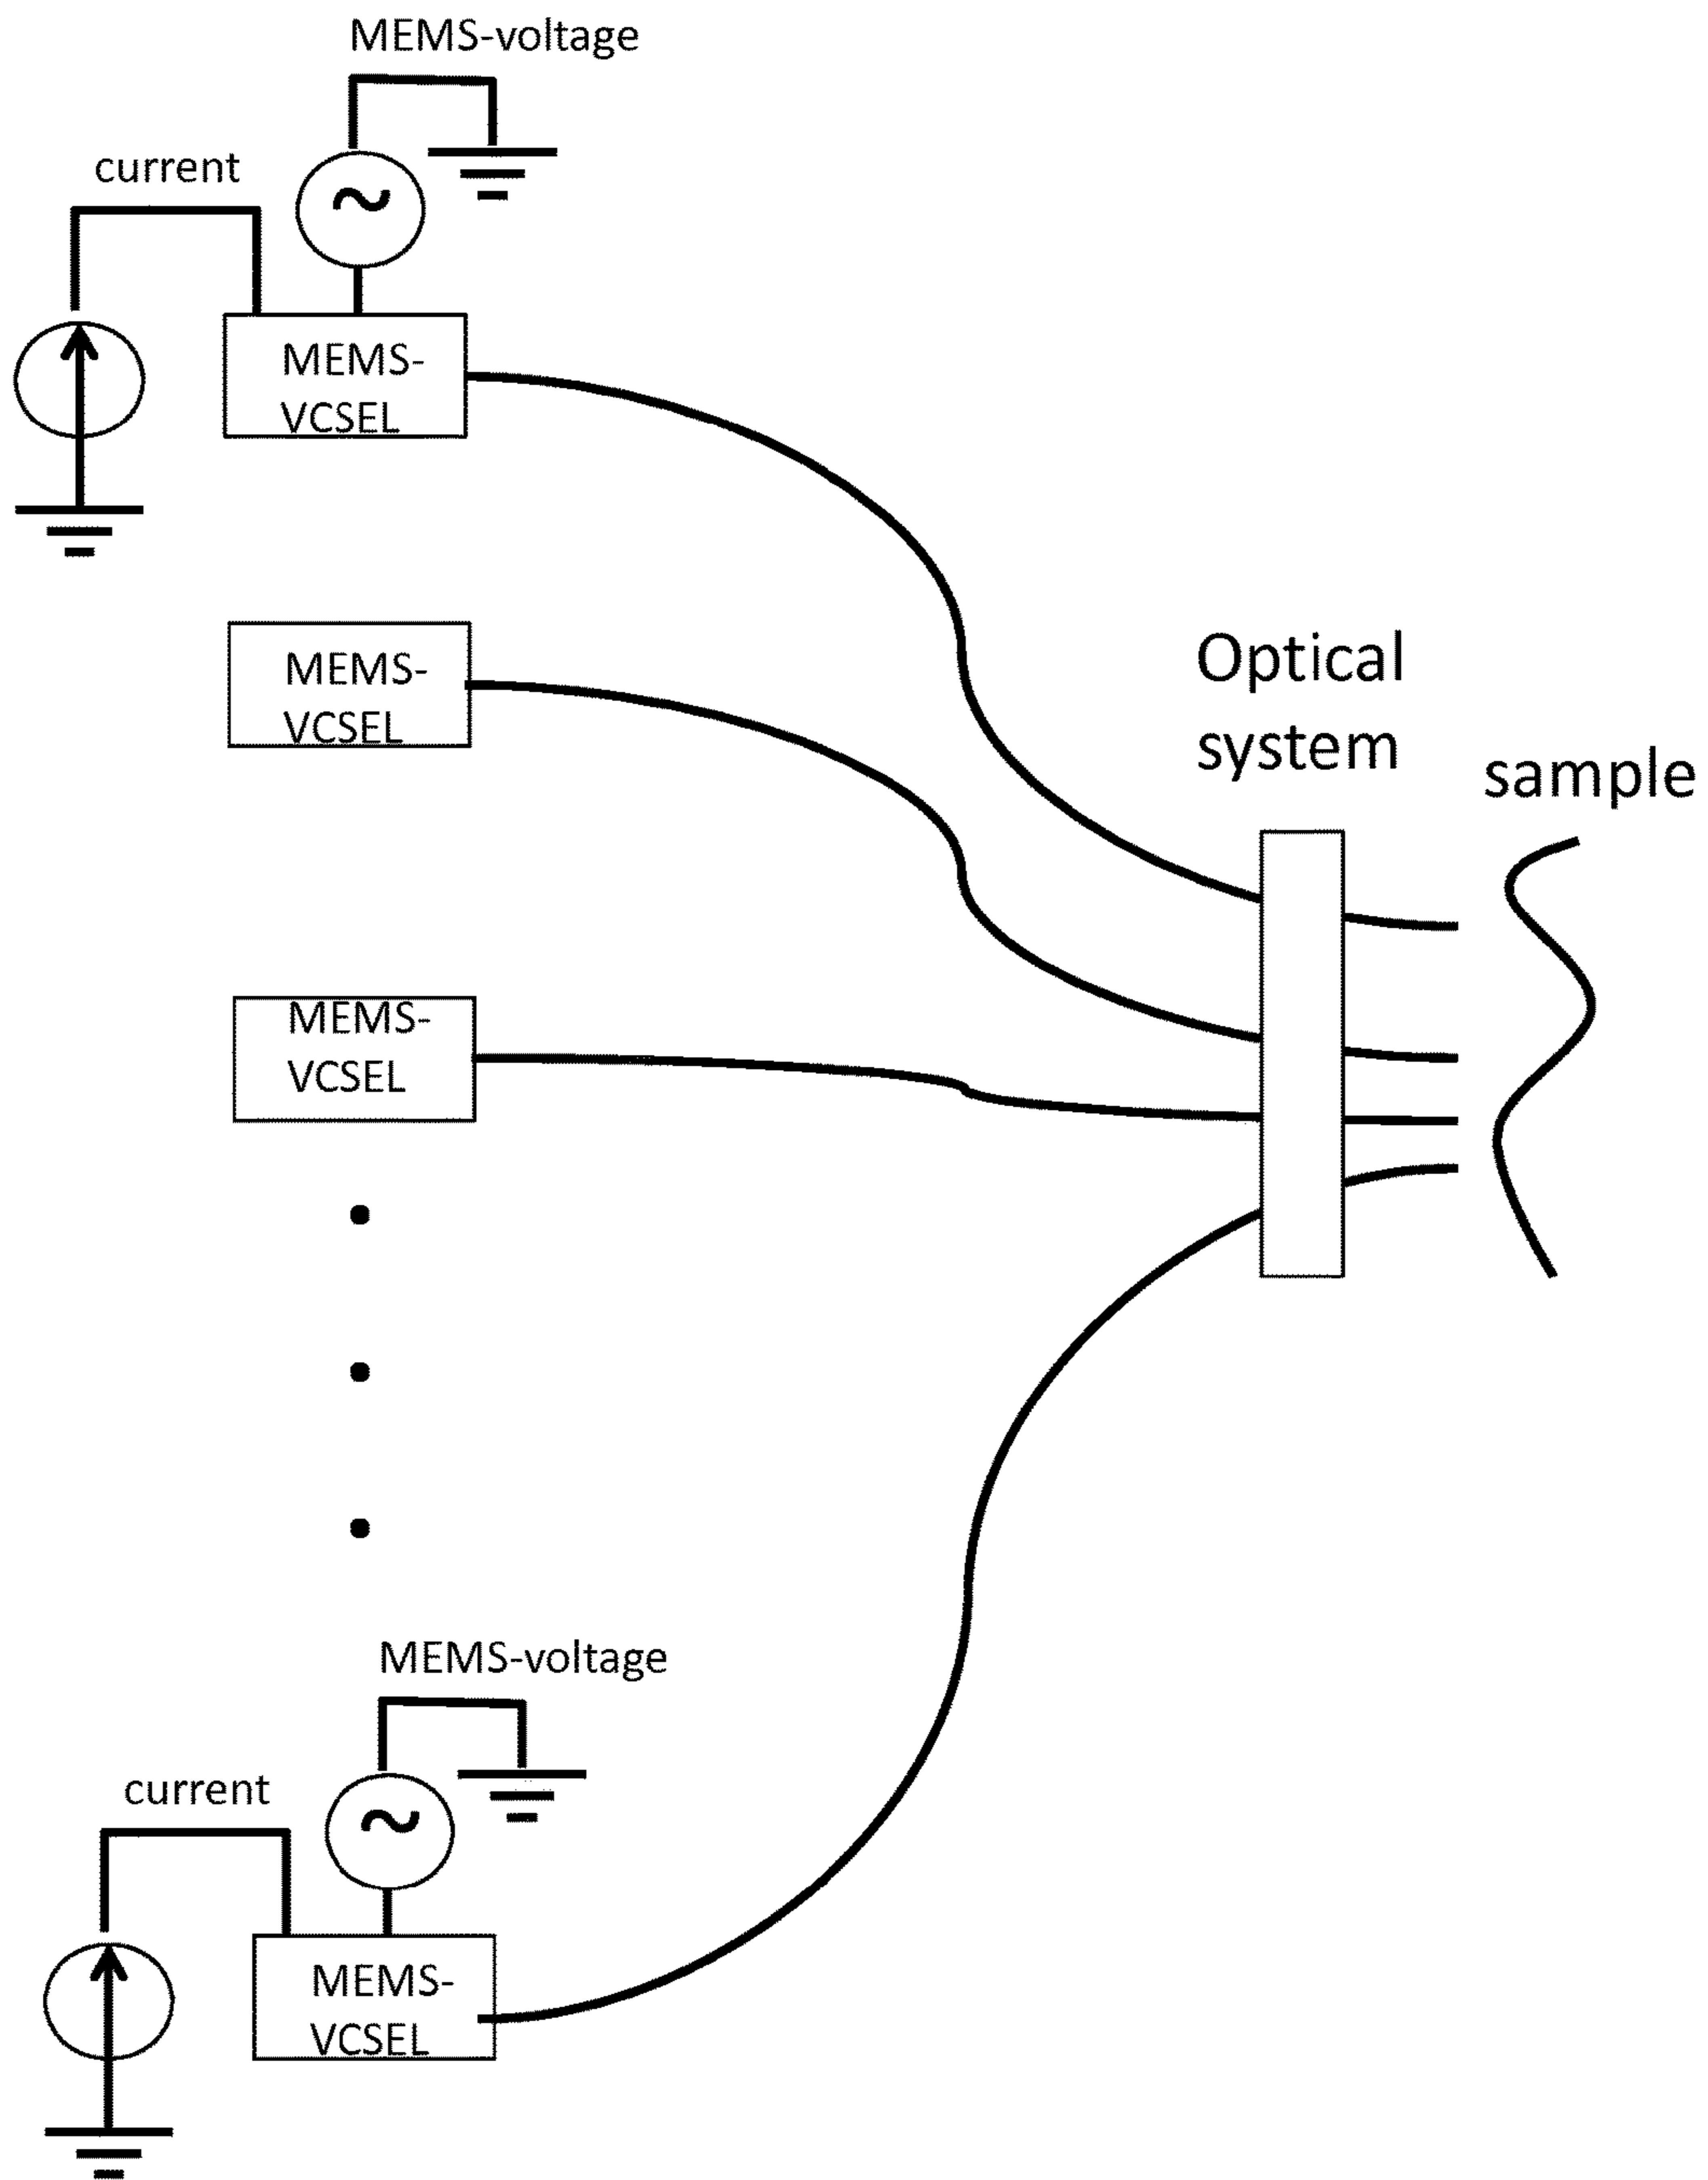 MEMS-voltage
current
MEMS-
VCSEL
MEMS-
VCSEL
Optical
system
sample
MEMS-
VCSEL
MEMS-voltage
current
MEMS-
VCSEL